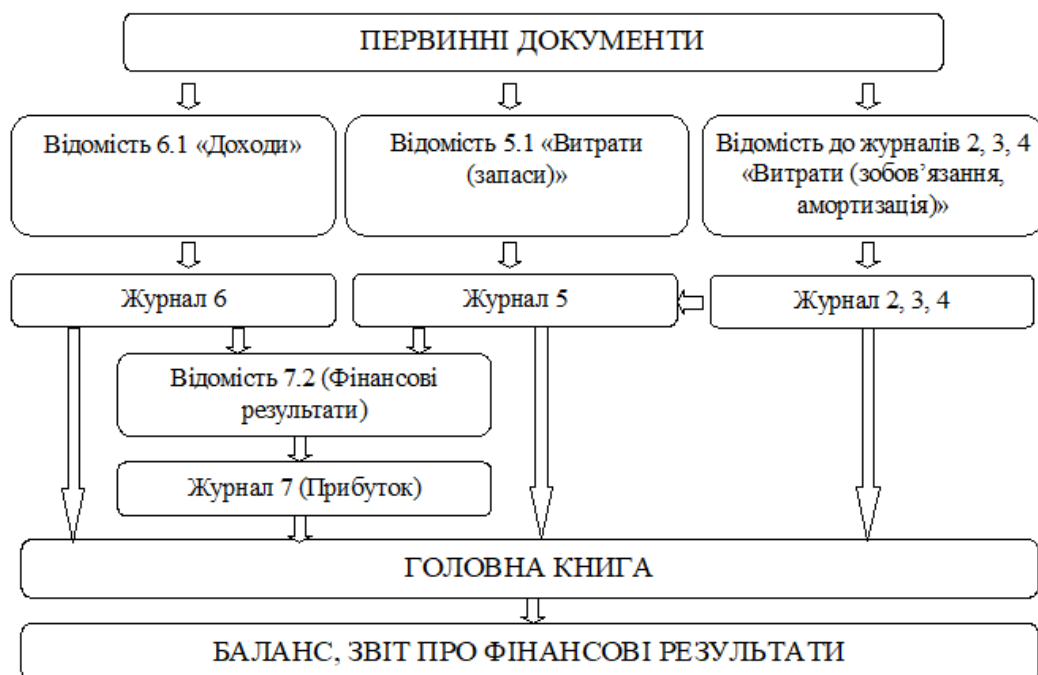 ПЕРВИННІ ДОКУМЕНТИ
Відомість 6.1 «Доходи»
Відомість 5.1 «Витрати
(запаси)»
Відомість до журналів 2, 3, 4
«Витрати (зобов’язання,
амортизація)»
Журнал 6
Журнал 5
Журнал 2, 3, 4
Відомість 7.2 (Фінансові
результати)
Журнал 7 (Прибуток)
ГОЛОВНА КНИГА
БАЛАНС, ЗВІТ ПРО ФІНАНСОВІ РЕЗУЛЬТАТИ